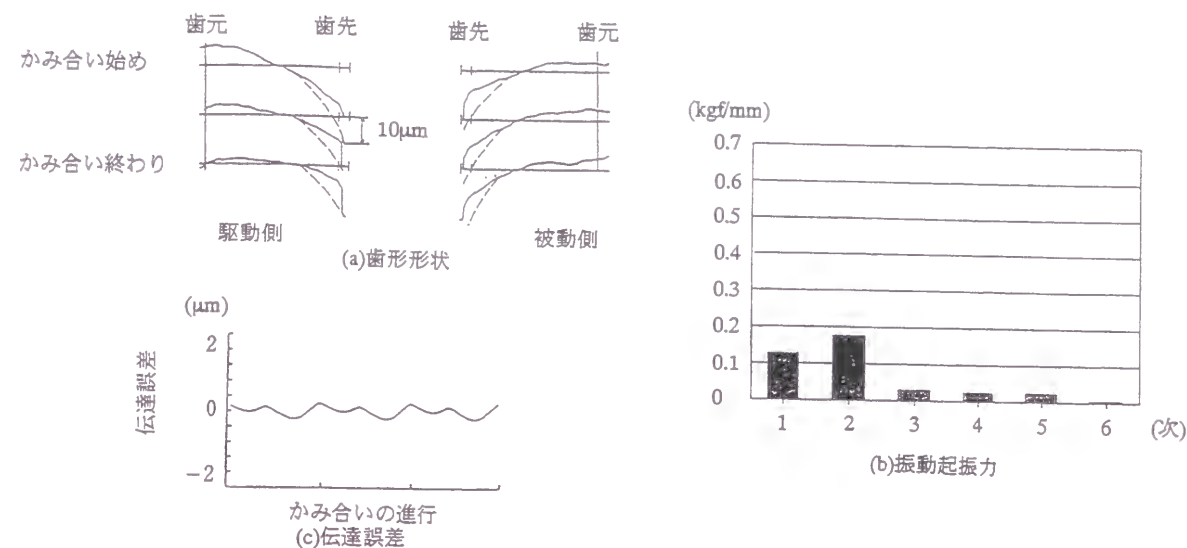 歯元
歯先
歯先
歯元
かみ合い始め
10μm
かみ合い終わり
駆動側
被動側
(a)歯形形状
(μm)
2
0
−2
伝達誤差
かみ合いの進行
(c)伝達誤差
(kgf/mm)
0.7
0.6
0.5
0.4
0.3
0.2
0.1
0
1 2 3 4 5 6 (次)
(b)振動起振力